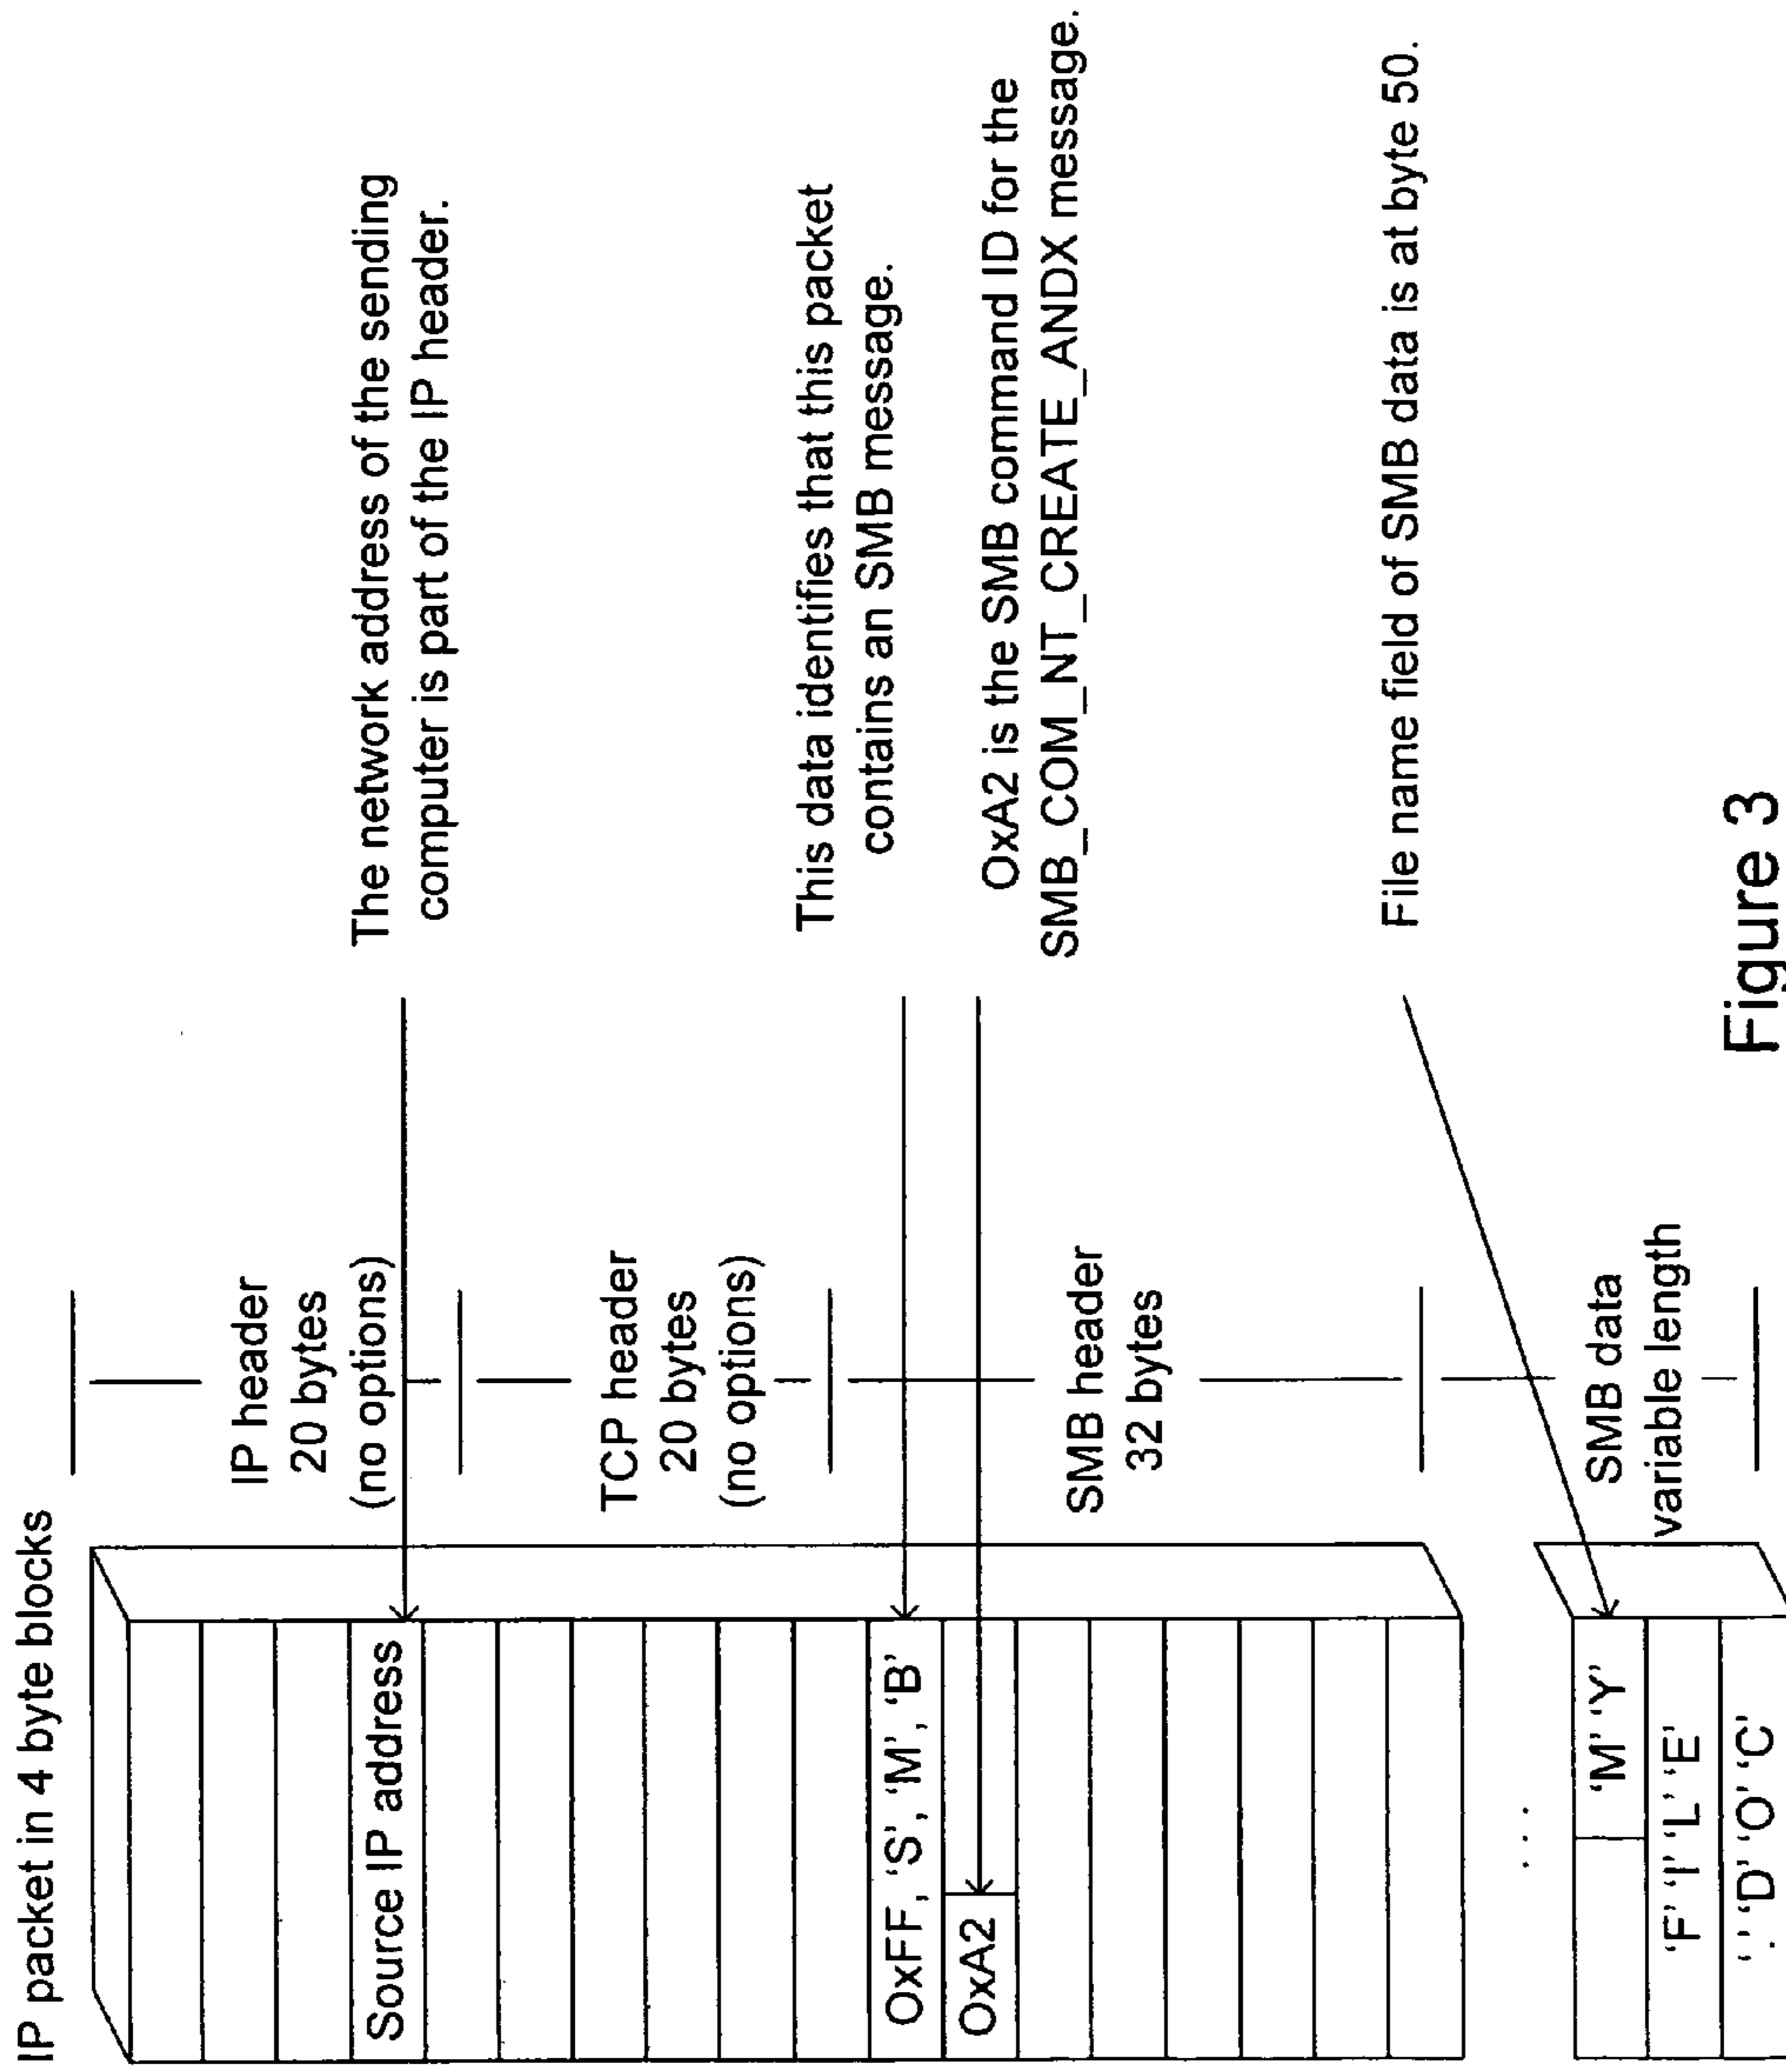 IP packet in 4 byte blocks
Source IP address
OxFF, ‘S’, ‘M’, ‘B’
OxA2
. . .
‘M’ ‘Y’
‘F’ ‘I’ ‘L’ ‘E’
‘.’ ‘D’ ‘O’ ‘C’
IP header
20 bytes
(no options)
TCP header
20 bytes
(no options)
SMB header
32 bytes
SMB data
variable length
The network address of the sending
computer is part of the IP header.
This data identifies that this packet
contains an SMB message.
OxA2 is the SMB command ID for the
SMB_COM_NT_CREATE_ANDX message.
File name field of SMB data is at byte 50.
Figure 3